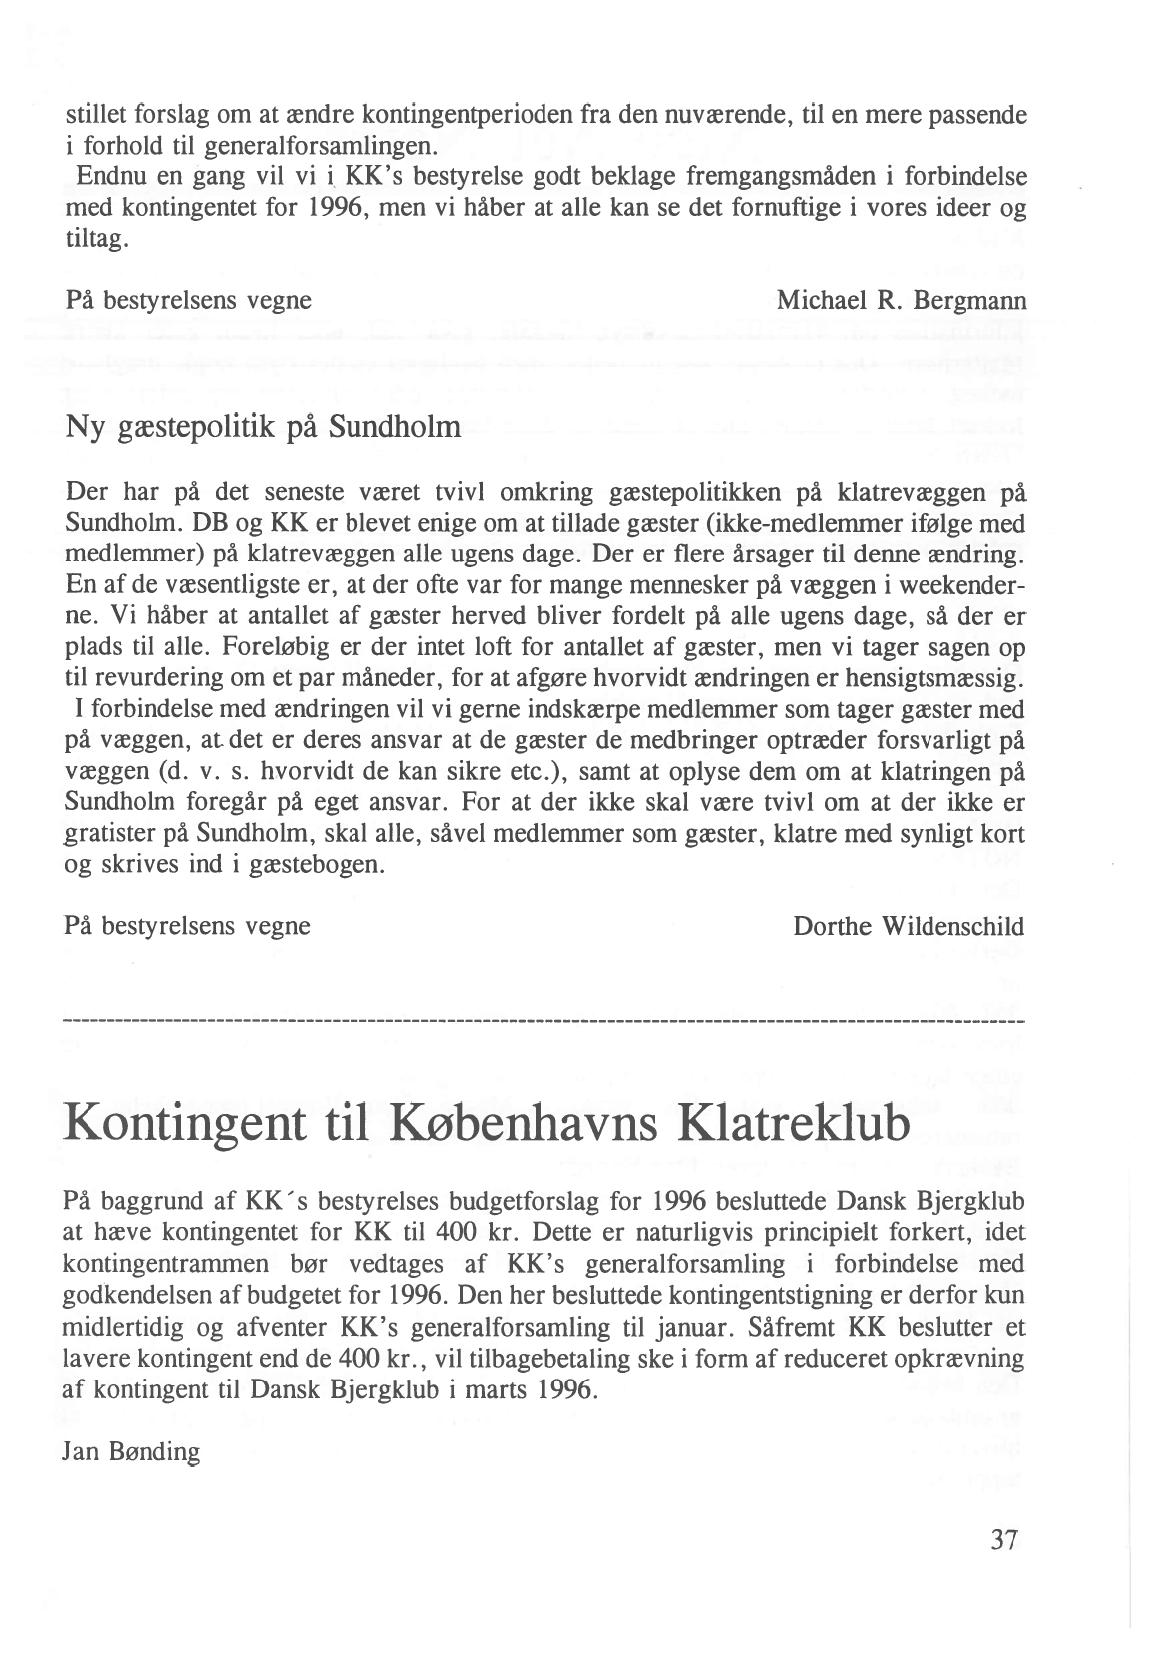 stillet forslag om at ændre kontingentperioden fra den nuværende, til en mere passende
i forhold til generalforsamlingen.
Endnu en gang vil vi i KK's bestyrelse godt beklage fremgangsmåden i forbindelse
med kontingentet for 1996, men vi håber at alle kan se det fornuftige i vores ideer og
tiltag.
På bestyrelsens vegne Michael R. Bergmann
Ny gæstepolitik på Sundholm
Der har på det seneste været tvivl omkring gæstepolitikken på klatrevæggen på
Sundholm. DB og KK er blevet enige om at tillade gæster (ikke-medlemmer ifølge med
medlemmer) på klatrevæggen alle ugens dage. Der er flere årsager til denne ændring.
En af de væsentligste er, at der ofte var for mange mennesker på væggen i weekender-
ne. Vi håber at antallet af gæster herved bliver fordelt på alle ugens dage, så der er
plads til alle. Foreløbig er der intet loft for antallet af gæster, men vi tager sagen op
til revurdering om et par måneder, for at afgøre hvorvidt ændringen er hensigtsmæssig.
I forbindelse med ændringen vil vi gerne indskærpe medlemmer som tager gæster med
på væggen, at det er deres ansvar at de gæster de medbringer optræder forsvarligt på
væggen (d. v. s. hvorvidt de kan sikre etc.), samt at oplyse dem om at klatringen på
Sundholm foregår på eget ansvar. For at der ikke skal være tvivl om at der ikke er
gratister på Sundholm, skal alle, såvel medlemmer som gæster, klatre med synligt kort
og skrives ind i gæstebogen.
På bestyrelsens vegne Dorthe Wildenschild
Kontingent til Københavns Klatreklub
På baggrund af KK´s bestyrelses budgetforslag for 1996 besluttede Dansk Bjergklub
at hæve kontingentet for KK til 400 kr. Dette er naturligvis principielt forkert, idet
kontingentrammen bør vedtages af KK's generalforsamling i forbindelse med
godkendelsen af budgetet for 1996. Den her besluttede kontingentstigning er derfor kun
midlertidig og afventer KK's generalforsamling til januar. Såfremt KK beslutter et
lavere kontingent end de 400 kr., vil tilbagebetaling ske i form af reduceret opkrævning
af kontingent til Dansk Bjergklub i marts 1996.
Jan Bønding
37